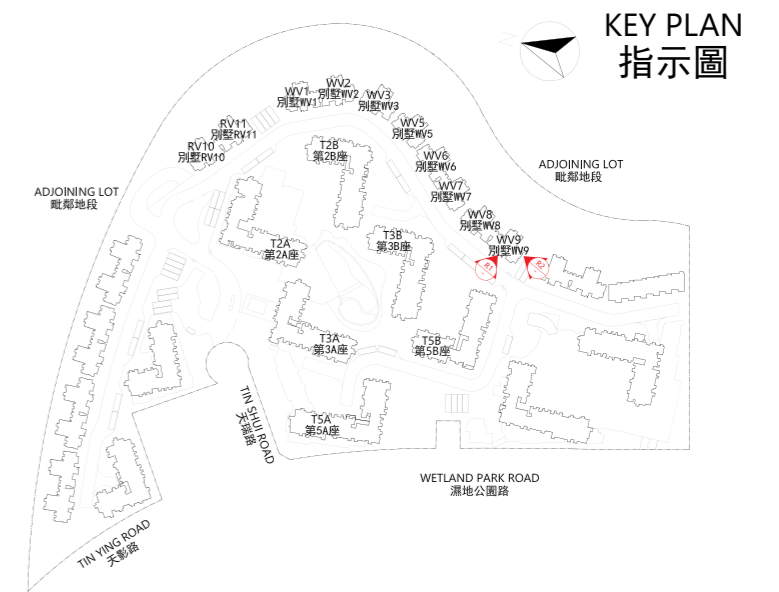 KEY PLAN
指示圖
N
WV1
別墅WV1
WV2
別墅WV2
WV3
別墅WV3
RV11
別墅RV11
WV5
別墅WV5
RV10
別墅RV10
T2B
第2B座
WV6
別墅WV6
ADJOINING LOT
毗鄰地段
ADJOINING LOT
毗鄰地段
WV7
別墅WV7
WV8
別墅WV8
T2A
第2A座
T3B
第3B座
WV9
別墅WV9
R1
R2
T3A
第3A座
T5B
第5B座
TIN SHUI ROAD
天瑞路
T5A
第5A座
WETLAND PARK ROAD
濕地公園路
TIN YING ROAD
天影路